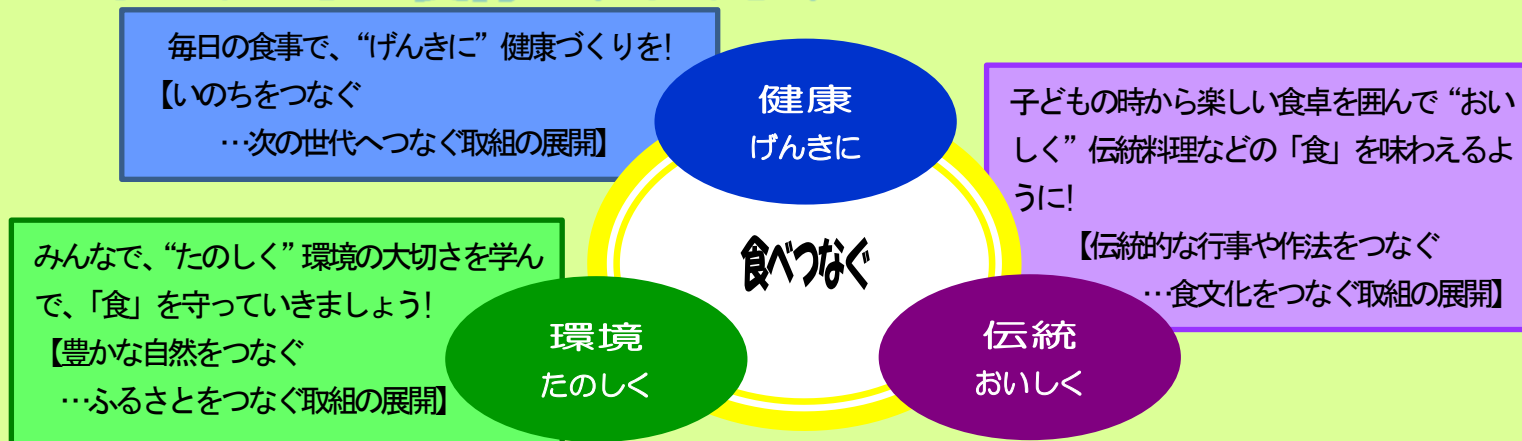 毎日の食事で、“げんきに”健康づくりを!
【いのちをつなぐ
…次の世代へつなぐ取組の展開】
健康
げんきに
子どもの時から楽しい食卓を囲んで“おい
しく”伝統料理などの「食」を味わえるよ
うに!
【伝統的な行事や作法をつなぐ
…食文化をつなぐ取組の展開】
食べつなぐ
みんなで、“たのしく”環境の大切さを学ん
で、「食」を守っていきましょう!
【豊かな自然をつなぐ
…ふるさとをつなぐ取組の展開】
環境
たのしく
伝統
おいしく